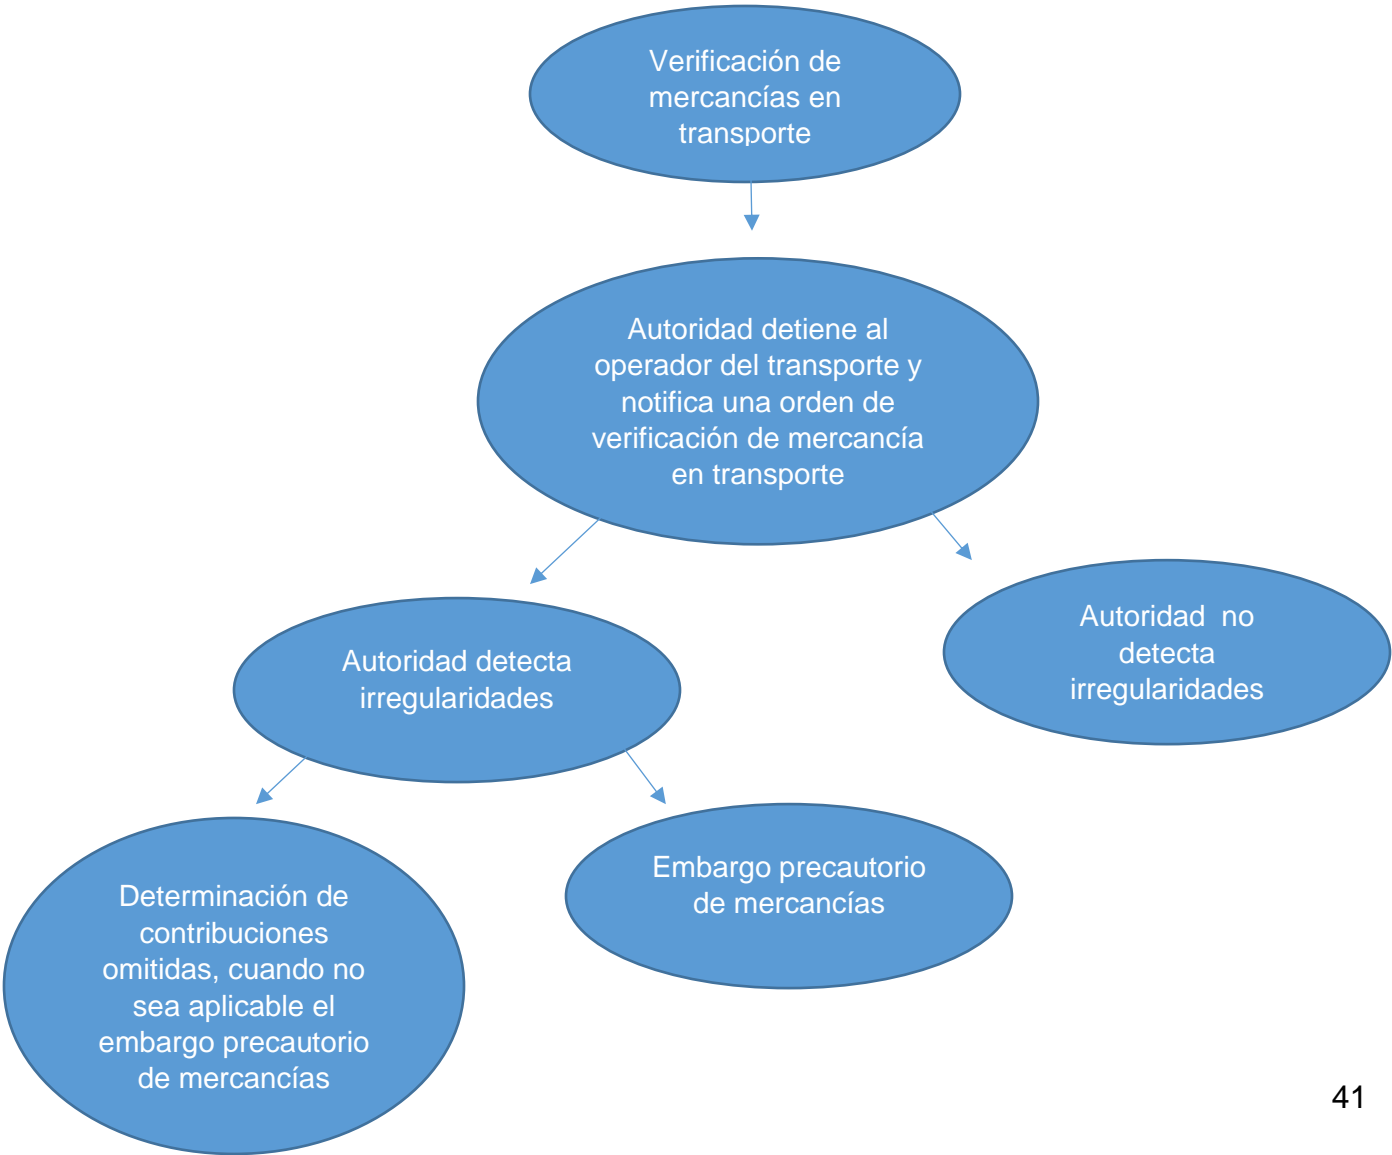 Verificación de
mercancías en
transporte
Autoridad detiene al
operador del transporte y
notifica una orden de
verificación de mercancía
en transporte
Autoridad detecta
irregularidades
Autoridad  no
detecta
irregularidades
Determinación de
contribuciones
omitidas, cuando no
sea aplicable el
embargo precautorio
de mercancías
Embargo precautorio
de mercancías
41